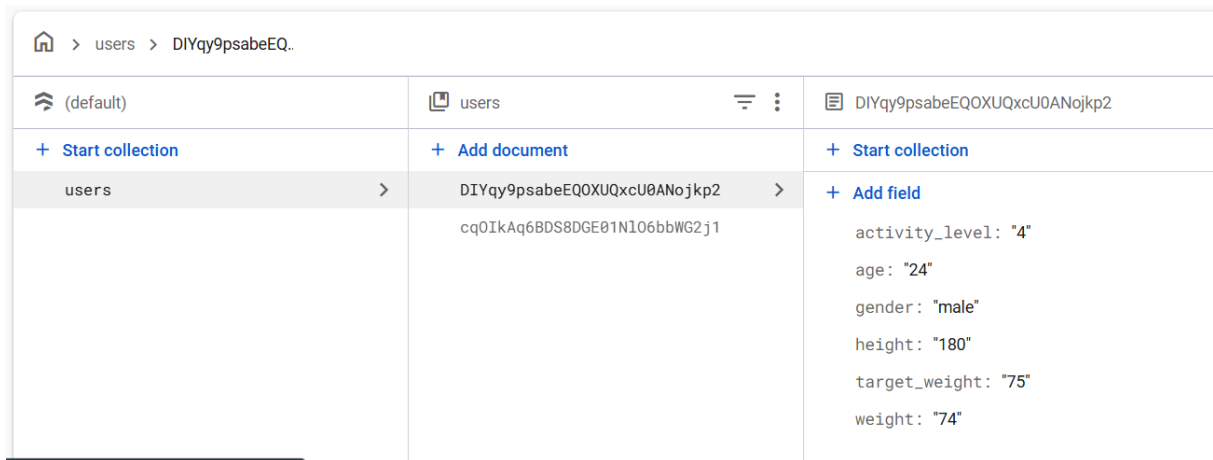 users > DIYqy9psabeEQ..
(default)
users
DIYqy9psabeEQOXUQxcU0ANojkp2
+ Start collection
+ Add document
+ Start collection
users
DIYqy9psabeEQOXUQxcU0ANojkp2
+ Add field
cqOIkAq6BDS8DGE01NlO6bbWG2j1
activity_level: "4"
age: "24"
gender: "male"
height: "180"
target_weight: "75"
weight: "74"